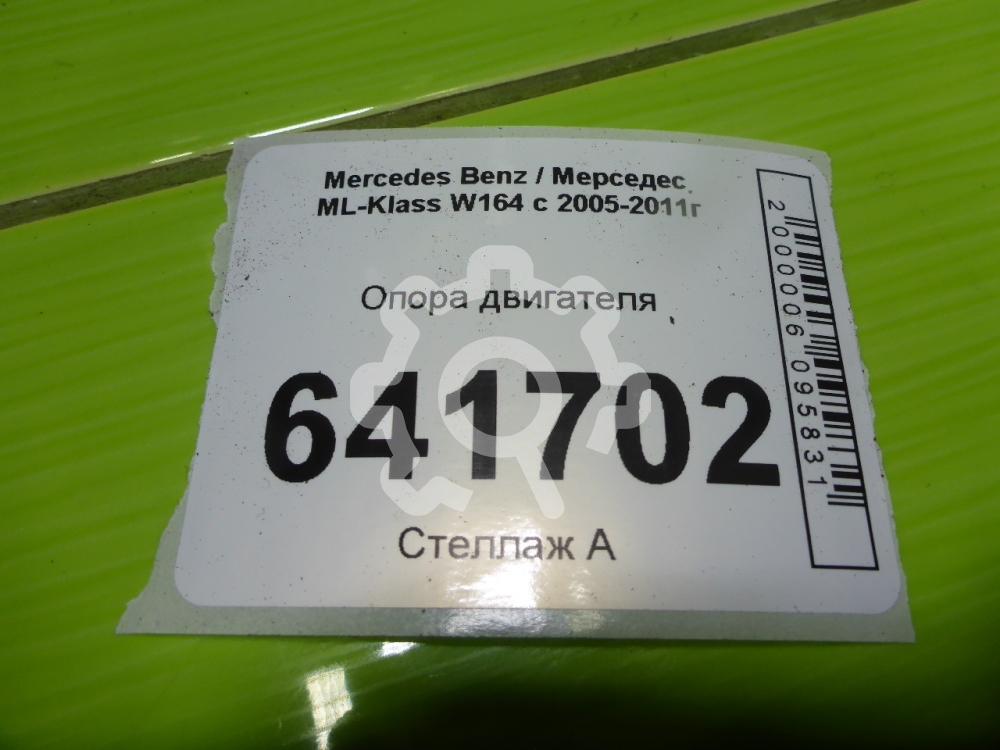 Mercedes Benz / Мерседес
ML-Klass W164 с 2005-2011г
Опора двигателя
641702
Стеллаж А
2000006095831